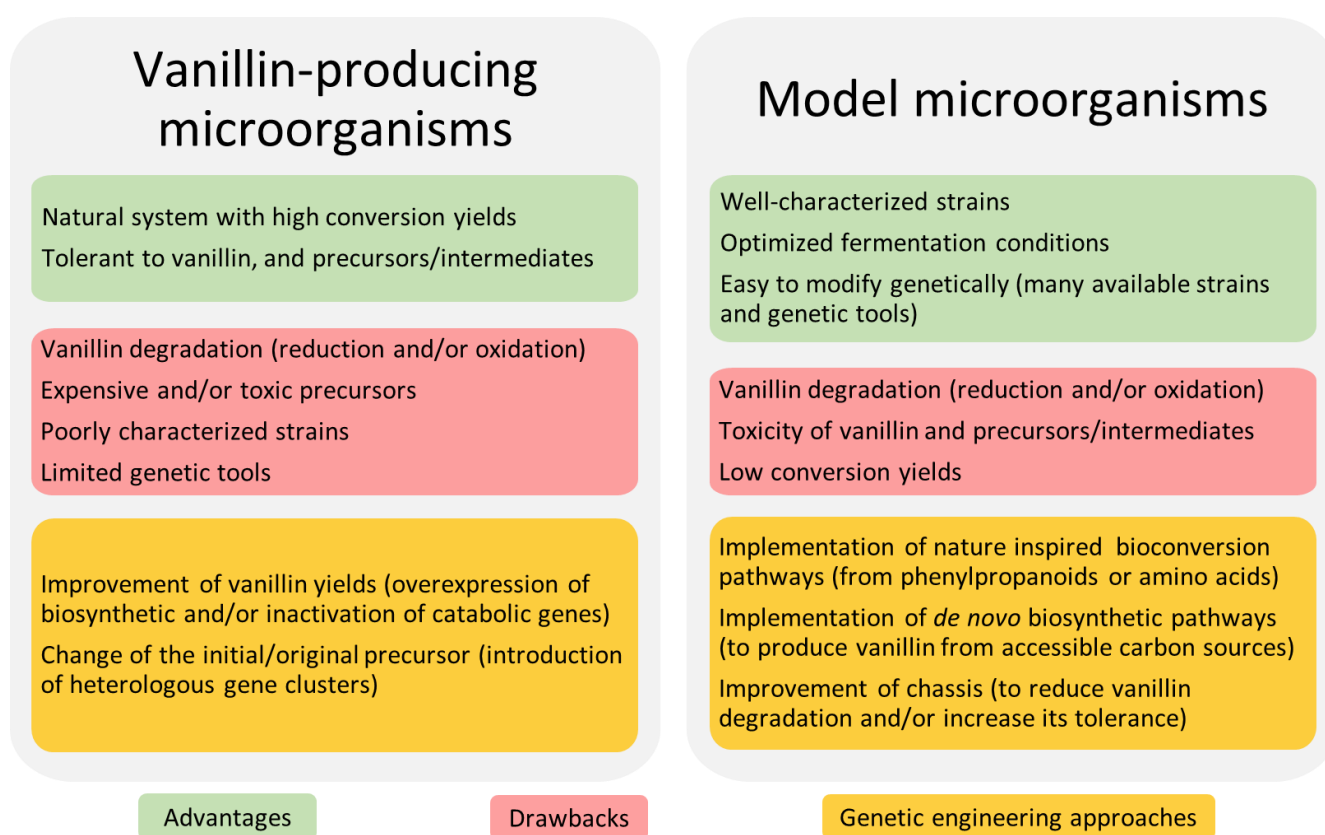 Vanillin-producing
microorganisms
Natural system with high conversion yields
Tolerant to vanillin, and precursors/intermediates
Vanillin degradation (reduction and/or oxidation)
Expensive and/or toxic precursors
Poorly characterized strains
Limited genetic tools
Improvement of vanillin yields (overexpression of
biosynthetic and/or inactivation of catabolic genes)
Change of the initial/original precursor (introduction
of heterologous gene clusters)
Model microorganisms
Well-characterized strains
Optimized fermentation conditions
Easy to modify genetically (many available strains
and genetic tools)
Vanillin degradation (reduction and/or oxidation)
Toxicity of vanillin and precursors/intermediates
Low conversion yields
Implementation of nature inspired bioconversion
pathways (from phenylpropanoids or amino acids)
Implementation of de novo biosynthetic pathways
(to produce vanillin from accessible carbon sources)
Improvement of chassis (to reduce vanillin
degradation and/or increase its tolerance)
Advantages
Drawbacks
Genetic engineering approaches